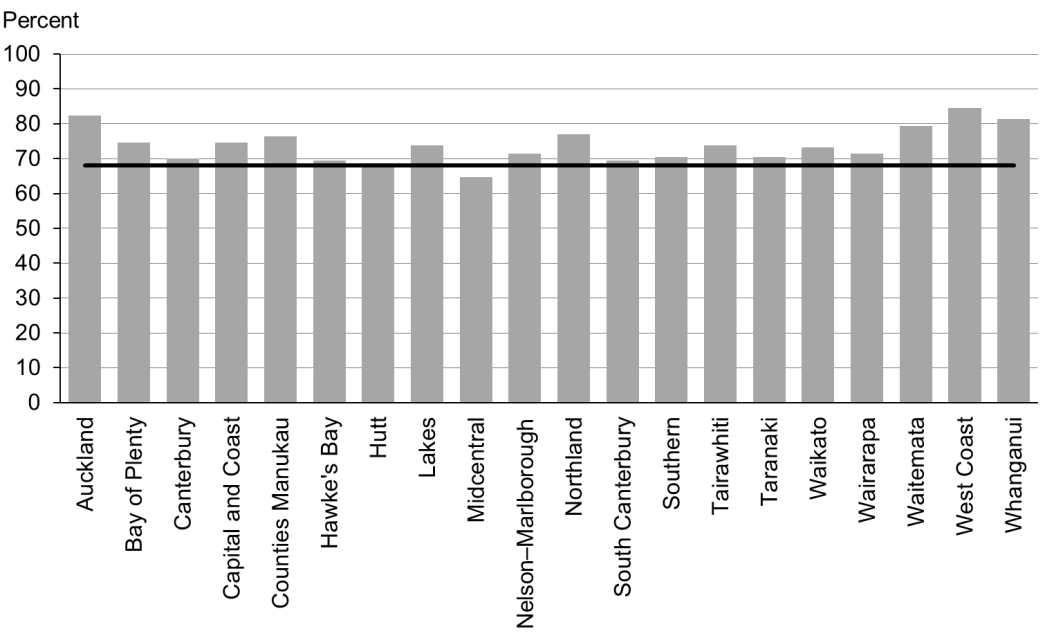 Percent
100
90
80
70
60
50
40
30
20
10
0
Auckland
Bay of Plenty
Canterbury
Capital and Coast
Counties Manukau
Hawke's Bay
Hutt
Lakes
Midcentral
Nelson–Marlborough
Northland
South Canterbury
Southern
Tairawhiti
Taranaki
Waikato
Wairarapa
Waitemata
West Coast
Whanganui